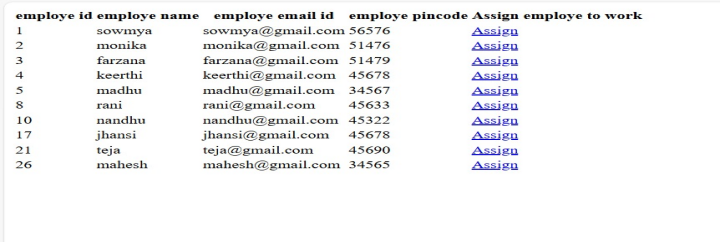 employe id employe name employe email id employe pincode Assign employe to work
1 sowmya sowmya@gmail.com 56576 Assign
2 monika monika@gmail.com 51476 Assign
3 farzana farzana@gmail.com 51479 Assign
4 keerthi keerthi@gmail.com 45678 Assign
5 madhu madhu@gmail.com 34567 Assign
8 rani rani@gmail.com 45633 Assign
10 nandhu nandhu@gmail.com 45322 Assign
17 jhansi jhansi@gmail.com 45678 Assign
21 teja teja@gmail.com 45690 Assign
26 mahesh mahesh@gmail.com 34565 Assign